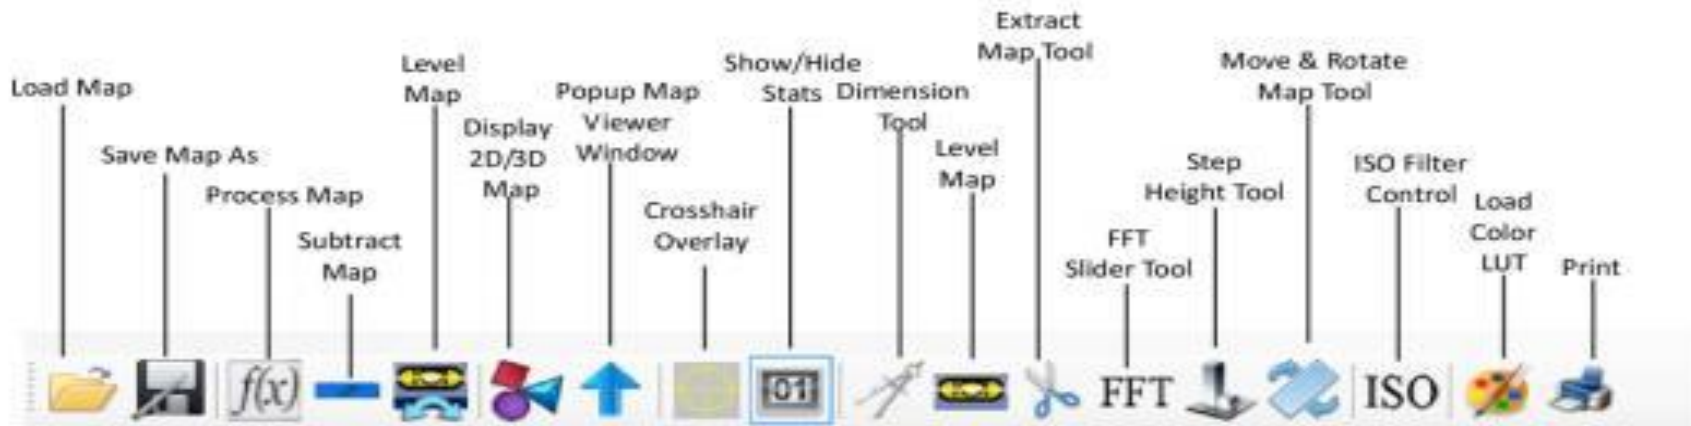 Load Map
Save Map As
Process Map
Subtract
Map
Level
Map
Display
2D/3D
Map
Popup Map
Viewer
Window
Crosshair
Overlay
Show/Hide
Stats
Dimension
Tool
Level
Map
Extract
Map Tool
FFT
Slider Tool
Step
Height Tool
Move & Rotate
Map Tool
ISO Filter
Control
Load
Color
LUT
Print
f(x)
01
FFT
ISO